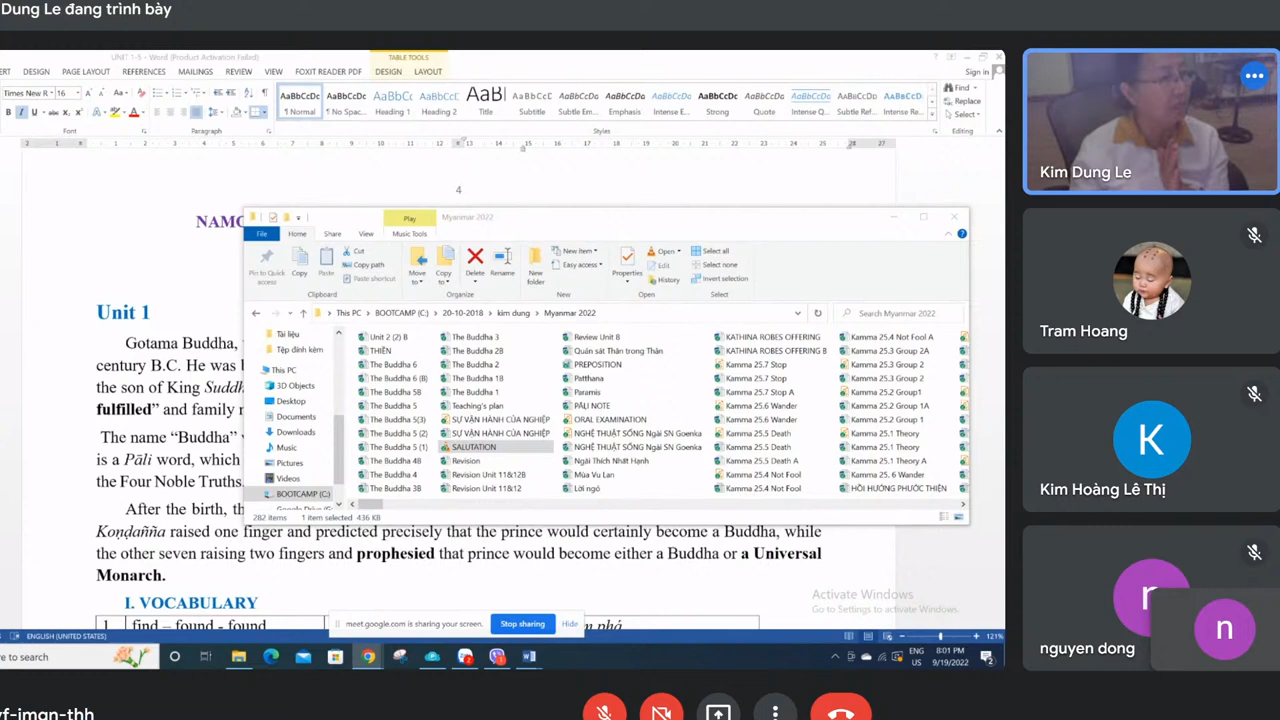 Dung Le đang trình bày
UNIT 1-5 - Word (Product Activation Failed)
TABLE TOOLS
ERT DESIGN PAGE LAYOUT REFERENCES MAILINGS REVIEW VIEW FOXIT READER PDF DESIGN LAYOUT
Sign in
Times New R 16
AaBbCcDc AaBbCcDc AaBbCc AaBbCcD AaB AaBbCcD AaBbCcDc AaBbCcDc AaBbCcDc AaBbCcDc AaBbCcDc AaBbCcDc AaBbCcDc AaBbCcD
¶ Normal ¶ No Spac... Heading 1 Heading 2 Title Subtitle Subtle Em... Emphasis Intense E... Strong Quote Intense Q... Subtle Ref... Intense Re...
Find
Replace
Select
Font Paragraph Styles Editing
4
NAMO
Unit 1
Gotama Buddha,
century B.C. He was b
the son of King Suddh
fulfilled” and family n
The name “Buddha”
is a Pāli word, which
the Four Noble Truths.
After the birth, th
Koṇḍañña raised one finger and predicted precisely that the prince would certainly become a Buddha, while
the other seven raising two fingers and prophesied that prince would become either a Buddha or a Universal
Monarch.
I. VOCABULARY
1. find – found - found
Play Myanmar 2022
File Home Share View Music Tools
Pin to Quick access Copy Paste Cut Copy path Paste shortcut
Move to Copy to Delete Rename New folder New item Easy access
Properties Open Edit History Select all Select none Invert selection
Clipboard Organize New Open Select
This PC BOOTCAMP (C:) 20-10-2018 kim dung Myanmar 2022
Search Myanmar 2022
Tài liệu
Tệp đính kèm
This PC
3D Objects
Desktop
Documents
Downloads
Music
Pictures
Videos
BOOTCAMP (C:)
Unit 2 (2) B The Buddha 3 Review Unit 8 KATHINA ROBES OFFERING Kamma 25.4 Not Fool A
THIỆN The Buddha 2B Quán sát Thân trong Thân KATHINA ROBES OFFERING B Kamma 25.3 Group 2A
The Buddha 6 The Buddha 2 PREPOSITION Kamma 25.7 Stop Kamma 25.3 Group 2
The Buddha 6 (B) The Buddha 1B Patthana Kamma 25.7 Stop Kamma 25.2 Group1
The Buddha 5B The Buddha 1 Paramis Kamma 25.7 Stop A Kamma 25.2 Group 1A
The Buddha 5 Teaching's plan PĀLI NOTE Kamma 25.6 Wander Kamma 25.2 Group 1
The Buddha 5(3) SỰ VẬN HÀNH CỦA NGHIỆP ORAL EXAMINATION Kamma 25.6 Wander Kamma 25.1 Theory
The Buddha 5 (2) SỰ VẬN HÀNH CỦA NGHIỆP NGHỆ THUẬT SỐNG Ngài SN Goenka Kamma 25.5 Death Kamma 25.1 Theory
The Buddha 5 (1) SALUTATION NGHỆ THUẬT SỐNG Ngài SN Goenka Kamma 25.5 Death Kamma 25.1 Theory
The Buddha 4B Revision Ngài Thích Nhất Hạnh Kamma 25.5 Death A Kamma 25.1 Theory A
The Buddha 4 Revision Unit 11&12B Mùa Vu Lan Kamma 25.4 Not Fool Kamma 25. 6 Wander
The Buddha 3B Revision Unit 11&12 Lời ngỏ Kamma 25.4 Not Fool HỒI HƯỚNG PHƯỚC THIỆN
282 items 1 item selected 436 KB
Activate Windows
Go to Settings to activate Windows.
meet.google.com is sharing your screen. Stop sharing Hide
ENGLISH (UNITED STATES)
121%
re to search
ENG
US
8:01 PM
9/19/2022
Kim Dung Le
Tram Hoang
K
Kim Hoàng Lê Thị
n
n
nguyen dong